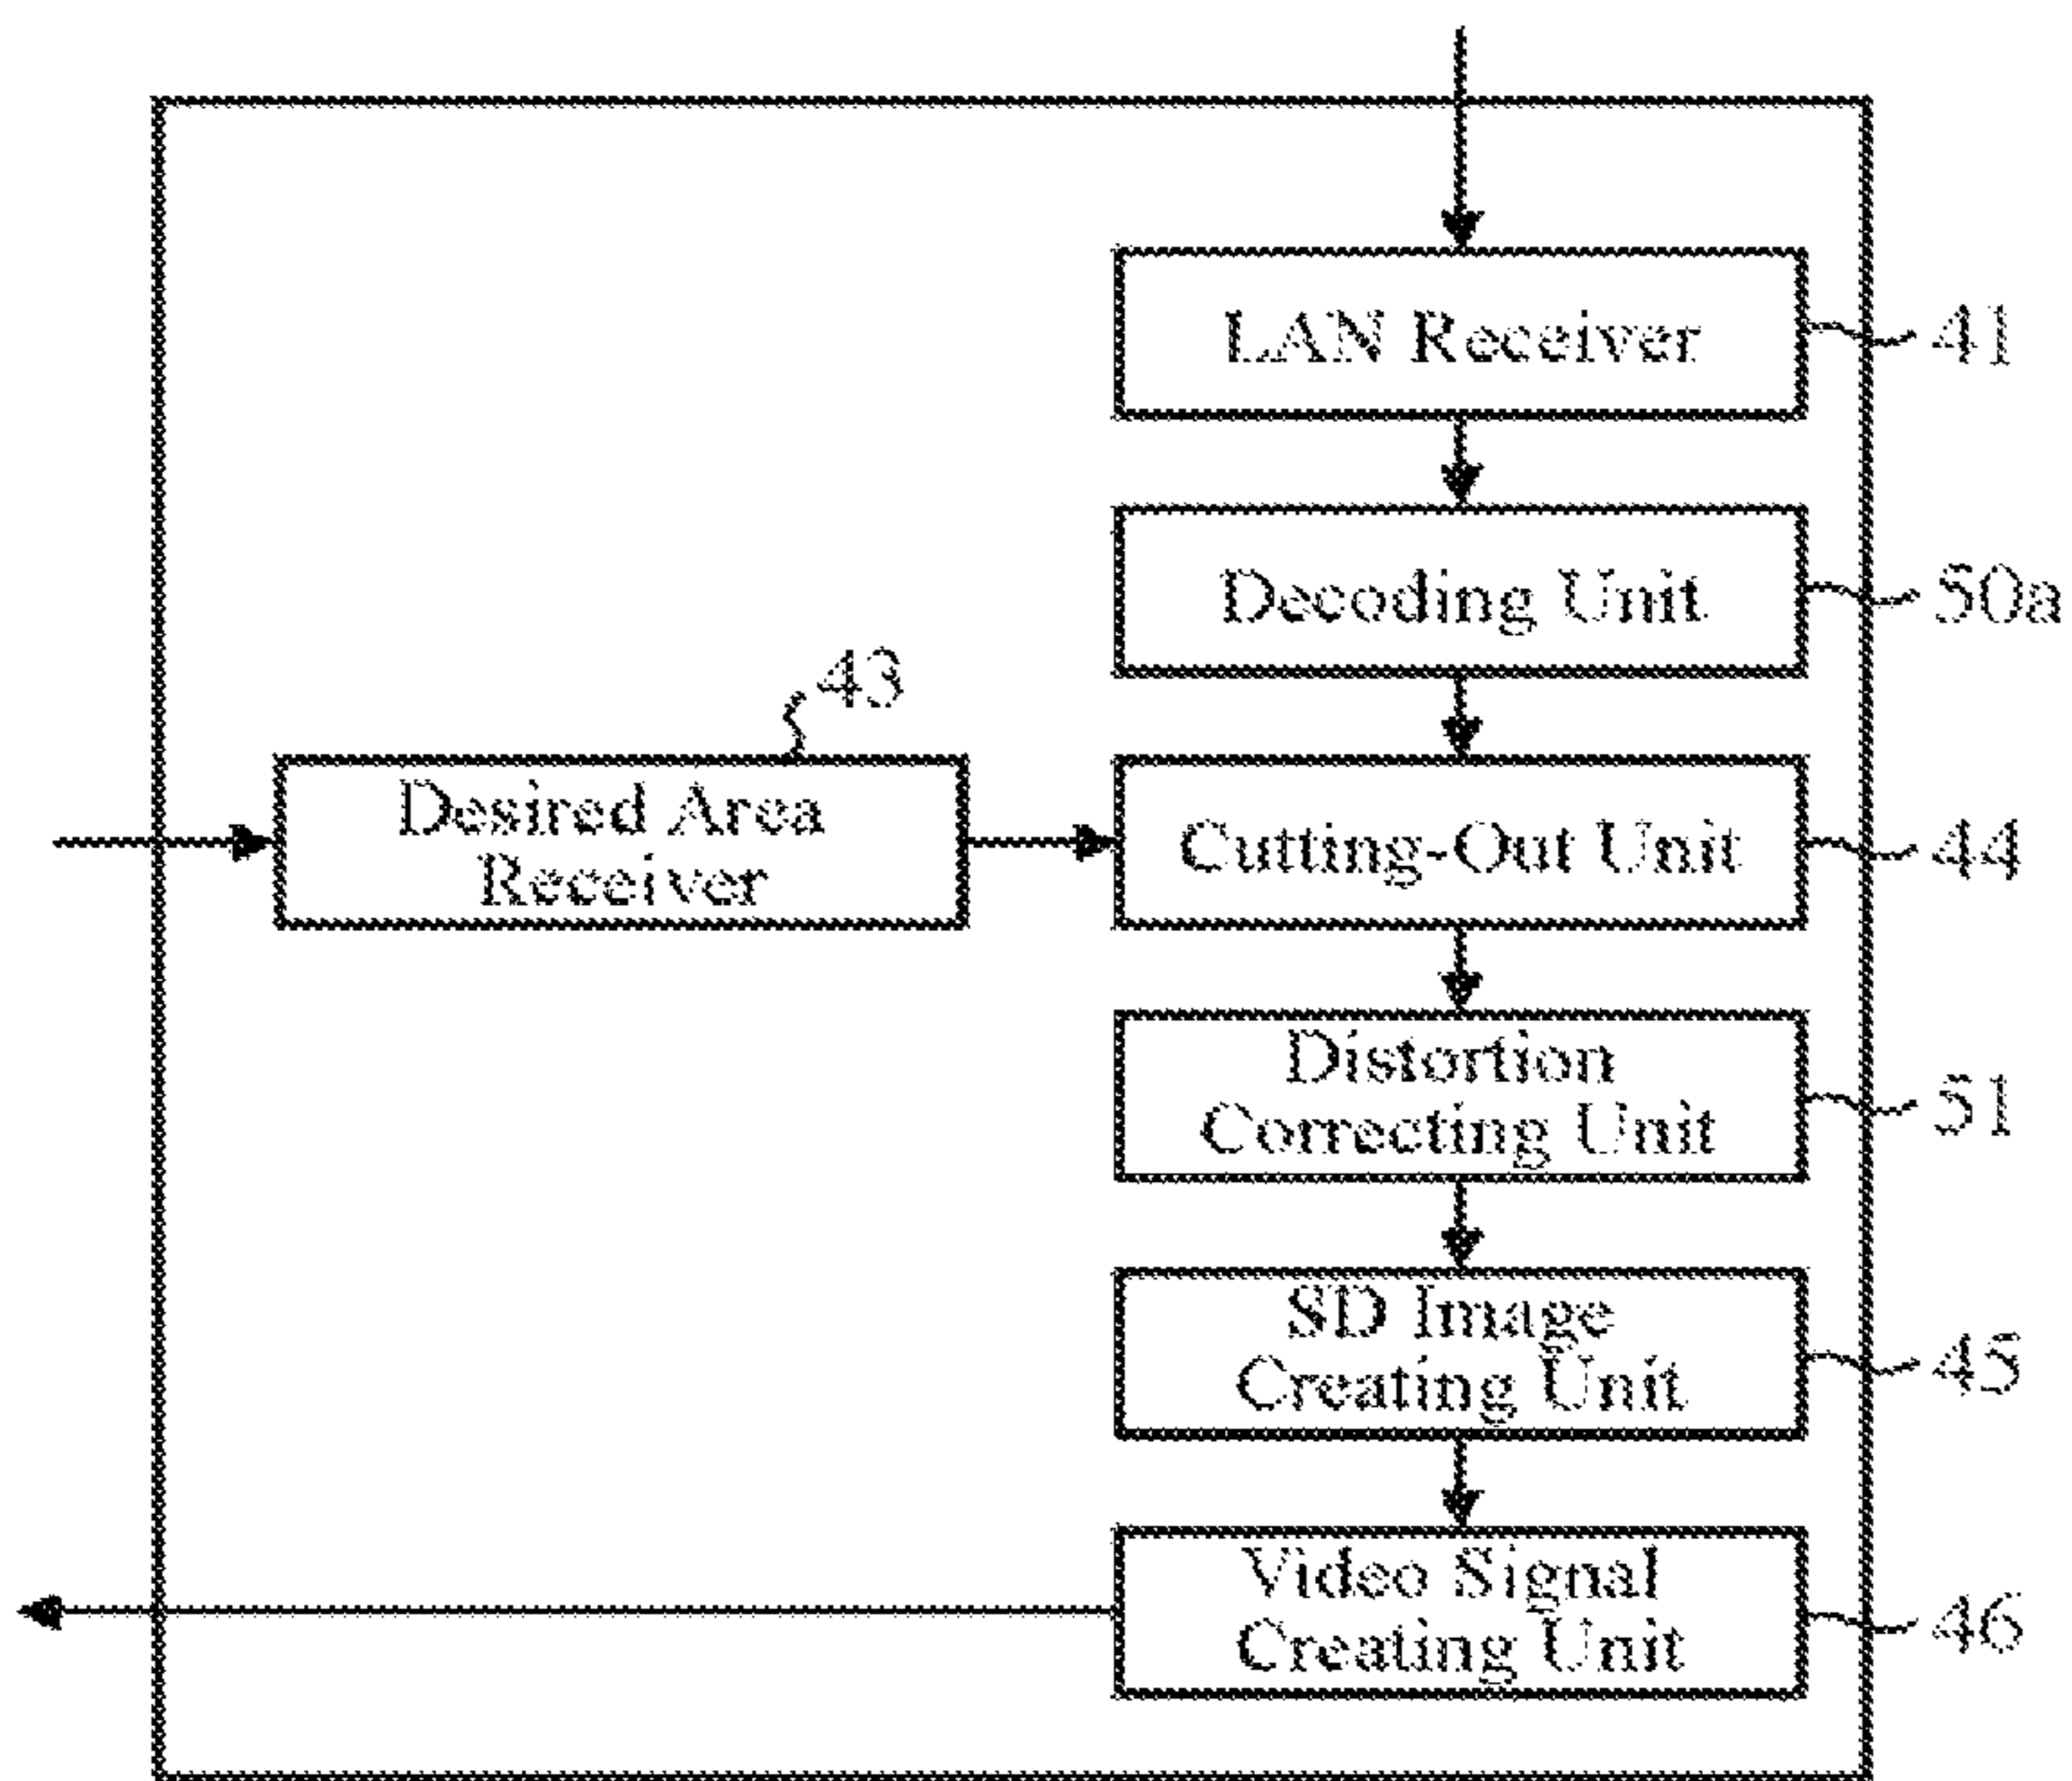 LAN Receiver
41
Decoding Unit
50a
43
Desired Area
Receiver
Cutting-Out Unit
44
Distortion
Correcting Unit
51
SD Image
Creating Unit
45
Video Signal
Creating Unit
46